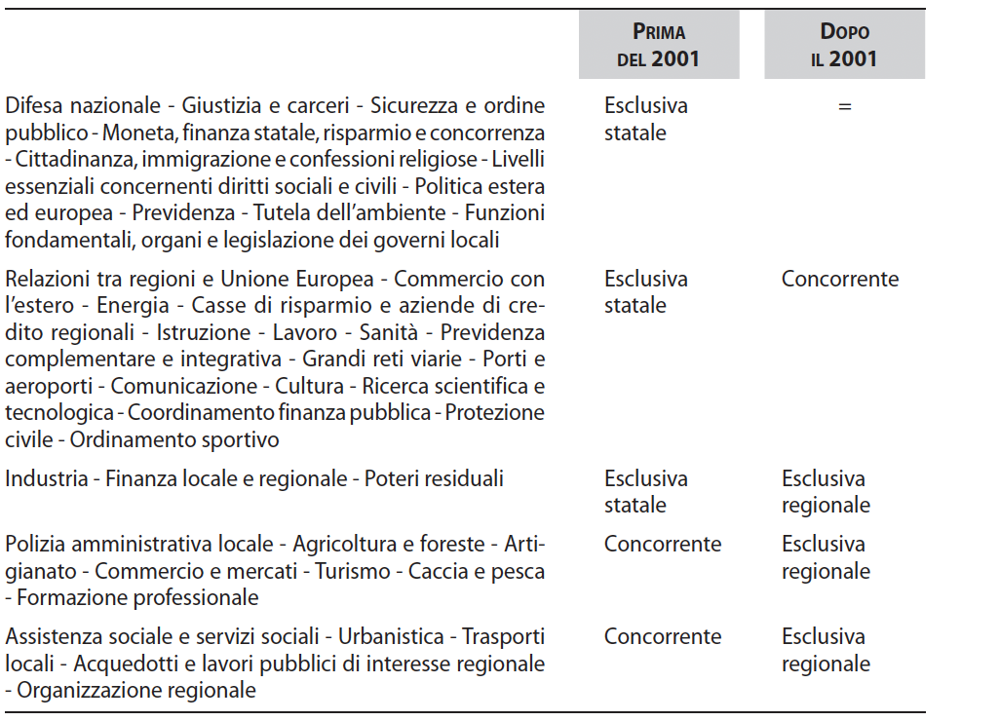 PRIMA DEL 2001
DOPO IL 2001
Difesa nazionale - Giustizia e carceri - Sicurezza e ordine
pubblico - Moneta, finanza statale, risparmio e concorrenza
- Cittadinanza, immigrazione e confessioni religiose - Livelli
essenziali concernenti diritti sociali e civili - Politica estera
ed europea - Previdenza - Tutela dell'ambiente - Funzioni
fondamentali, organi e legislazione dei governi locali
Esclusiva
statale
=
Relazioni tra regioni e Unione Europea - Commercio con
l'estero - Energia - Casse di risparmio e aziende di cre-
dito regionali - Istruzione - Lavoro - Sanità - Previdenza
complementare e integrativa - Grandi reti viarie - Porti e
aeroporti - Comunicazione - Cultura - Ricerca scientifica e
tecnologica - Coordinamento finanza pubblica - Protezione
civile - Ordinamento sportivo
Esclusiva
statale
Concorrente
Industria - Finanza locale e regionale - Poteri residuali
Esclusiva
statale
Esclusiva
regionale
Polizia amministrativa locale - Agricoltura e foreste - Arti-
gianato - Commercio e mercati - Turismo - Caccia e pesca
- Formazione professionale
Concorrente
Esclusiva
regionale
Assistenza sociale e servizi sociali - Urbanistica - Trasporti
locali - Acquedotti e lavori pubblici di interesse regionale
- Organizzazione regionale
Concorrente
Esclusiva
regionale